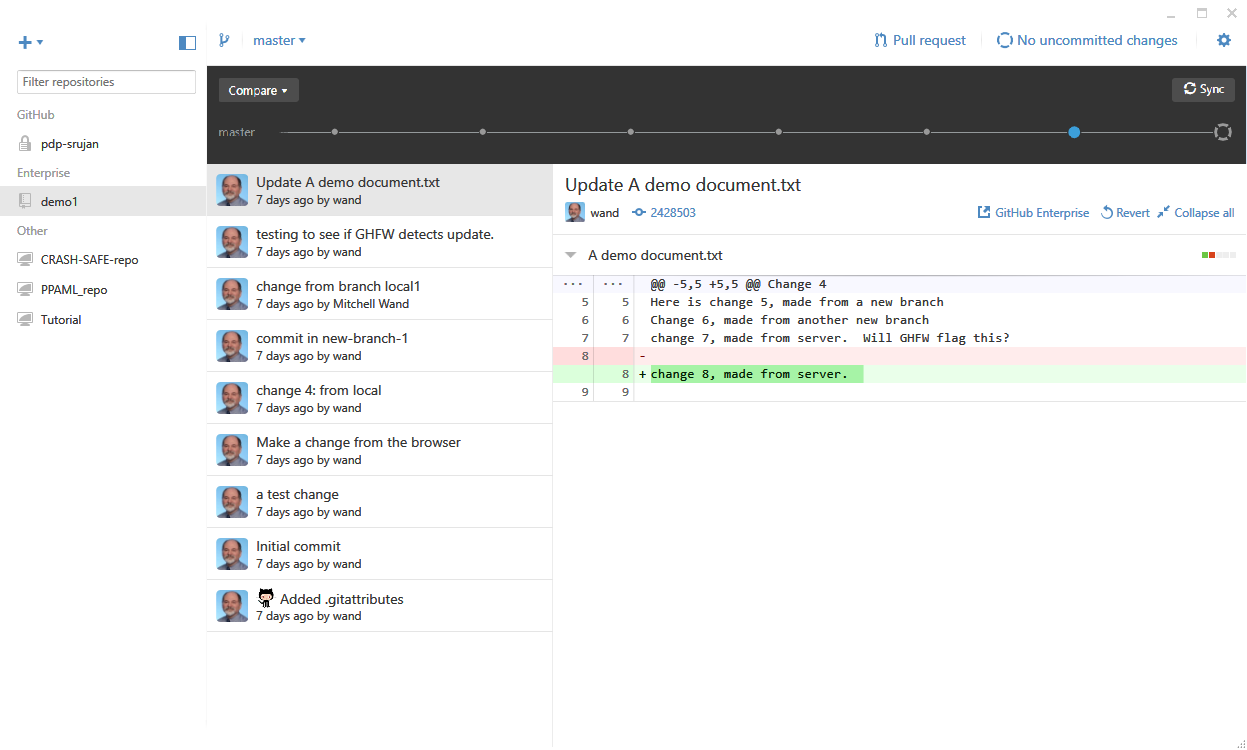 master
Pull request
No uncommitted changes
Filter repositories
GitHub
pdp-srujan
Enterprise
demo1
Other
CRASH-SAFE-repo
PPAML_repo
Tutorial
Compare
Sync
master
Update A demo document.txt
7 days ago by wand
testing to see if GHFW detects update.
7 days ago by wand
change from branch local1
7 days ago by Mitchell Wand
commit in new-branch-1
7 days ago by wand
change 4: from local
7 days ago by wand
Make a change from the browser
7 days ago by wand
a test change
7 days ago by wand
Initial commit
7 days ago by wand
Added .gitattributes
7 days ago by wand
Update A demo document.txt
wand 2428503 GitHub Enterprise Revert Collapse all
A demo document.txt
... ... @@ -5,5 +5,5 @@ Change 4
5 5 Here is change 5, made from a new branch
6 6 Change 6, made from another new branch
7 7 change 7, made from server.  Will GHFW flag this?
8 -
8 +change 8, made from server.
9 9